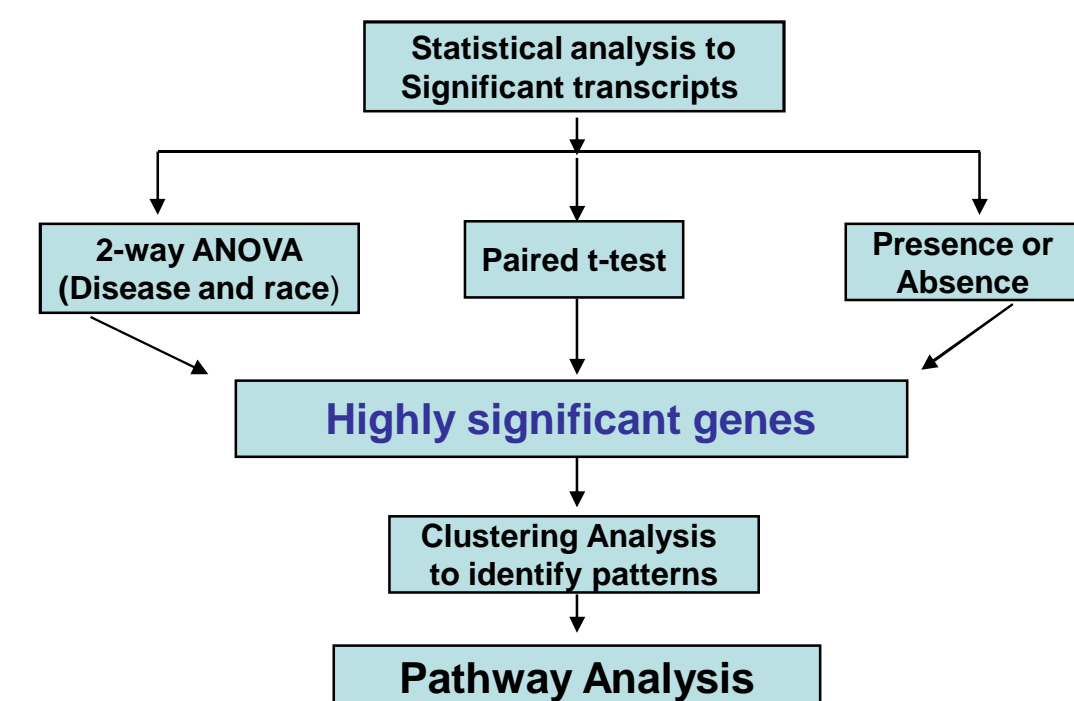 Statistical analysis to
Significant transcripts
2-way ANOVA
(Disease and race)
Paired t-test
Presence or
Absence
Highly significant genes
Clustering Analysis
to identify patterns
Pathway Analysis